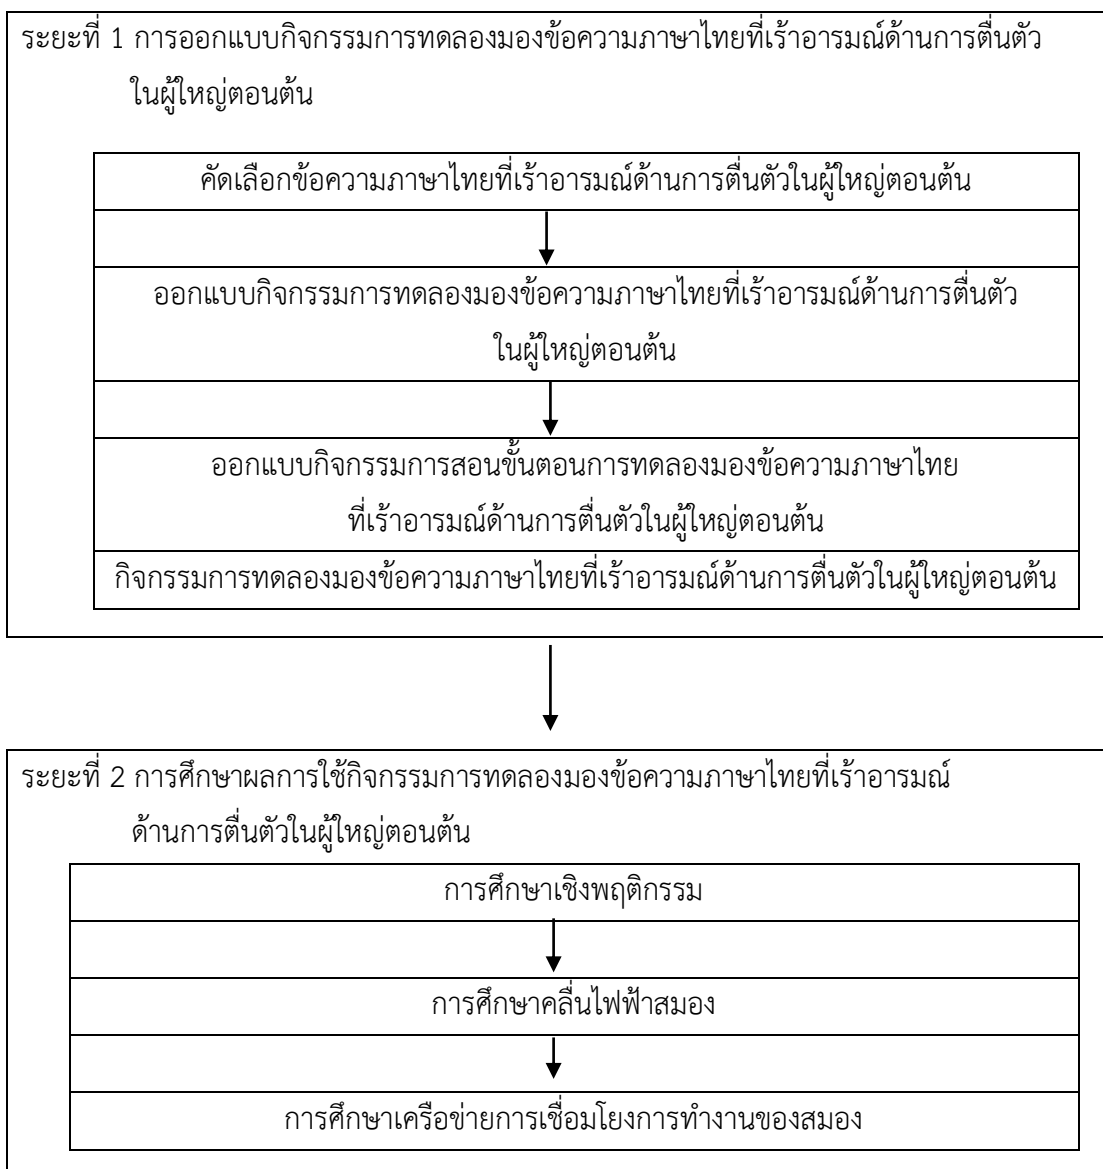 ระยะที่ 1 การออกแบบกิจกรรมการทดลองมองข้อความภาษาไทยที่เร้าอารมณ์ด้านการตื่นตัว
ในผู้ใหญ่ตอนต้น
คัดเลือกข้อความภาษาไทยที่เร้าอารมณ์ด้านการตื่นตัวในผู้ใหญ่ตอนต้น
ออกแบบกิจกรรมการทดลองมองข้อความภาษาไทยที่เร้าอารมณ์ด้านการตื่นตัว
ในผู้ใหญ่ตอนต้น
ออกแบบกิจกรรมการสอนขั้นตอนการทดลองมองข้อความภาษาไทย
ที่เร้าอารมณ์ด้านการตื่นตัวในผู้ใหญ่ตอนต้น
กิจกรรมการทดลองมองข้อความภาษาไทยที่เร้าอารมณ์ด้านการตื่นตัวในผู้ใหญ่ตอนต้น
ระยะที่ 2 การศึกษาผลการใช้กิจกรรมการทดลองมองข้อความภาษาไทยที่เร้าอารมณ์
ด้านการตื่นตัวในผู้ใหญ่ตอนต้น
การศึกษาเชิงพฤติกรรม
การศึกษาคลื่นไฟฟ้าสมอง
การศึกษาเครือข่ายการเชื่อมโยงการทำงานของสมอง